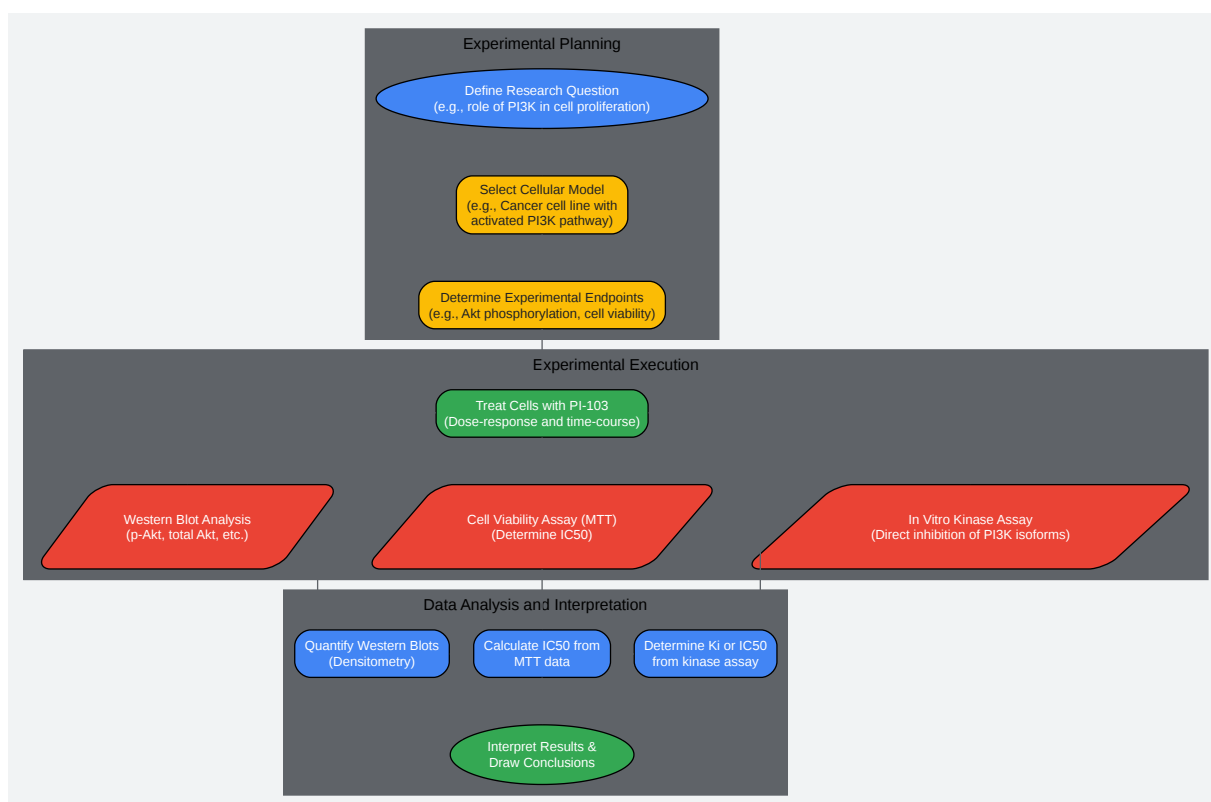 Experimental Planning
Define Research Question
(e.g., role of PI3K in cell proliferation)
Select Cellular Model
(e.g., Cancer cell line with
activated PI3K pathway)
Determine Experimental Endpoints
(e.g., Akt phosphorylation, cell viability)
Experimental Execution
Treat Cells with PI-103
(Dose-response and time-course)
Western Blot Analysis
(p-Akt, total Akt, etc.)
Cell Viability Assay (MTT)
(Determine IC50)
In Vitro Kinase Assay
(Direct inhibition of PI3K isoforms)
Data Analysis and Interpretation
Quantify Western Blots
(Densitometry)
Calculate IC50 from
MTT data
Determine Ki or IC50
from kinase assay
Interpret Results &
Draw Conclusions